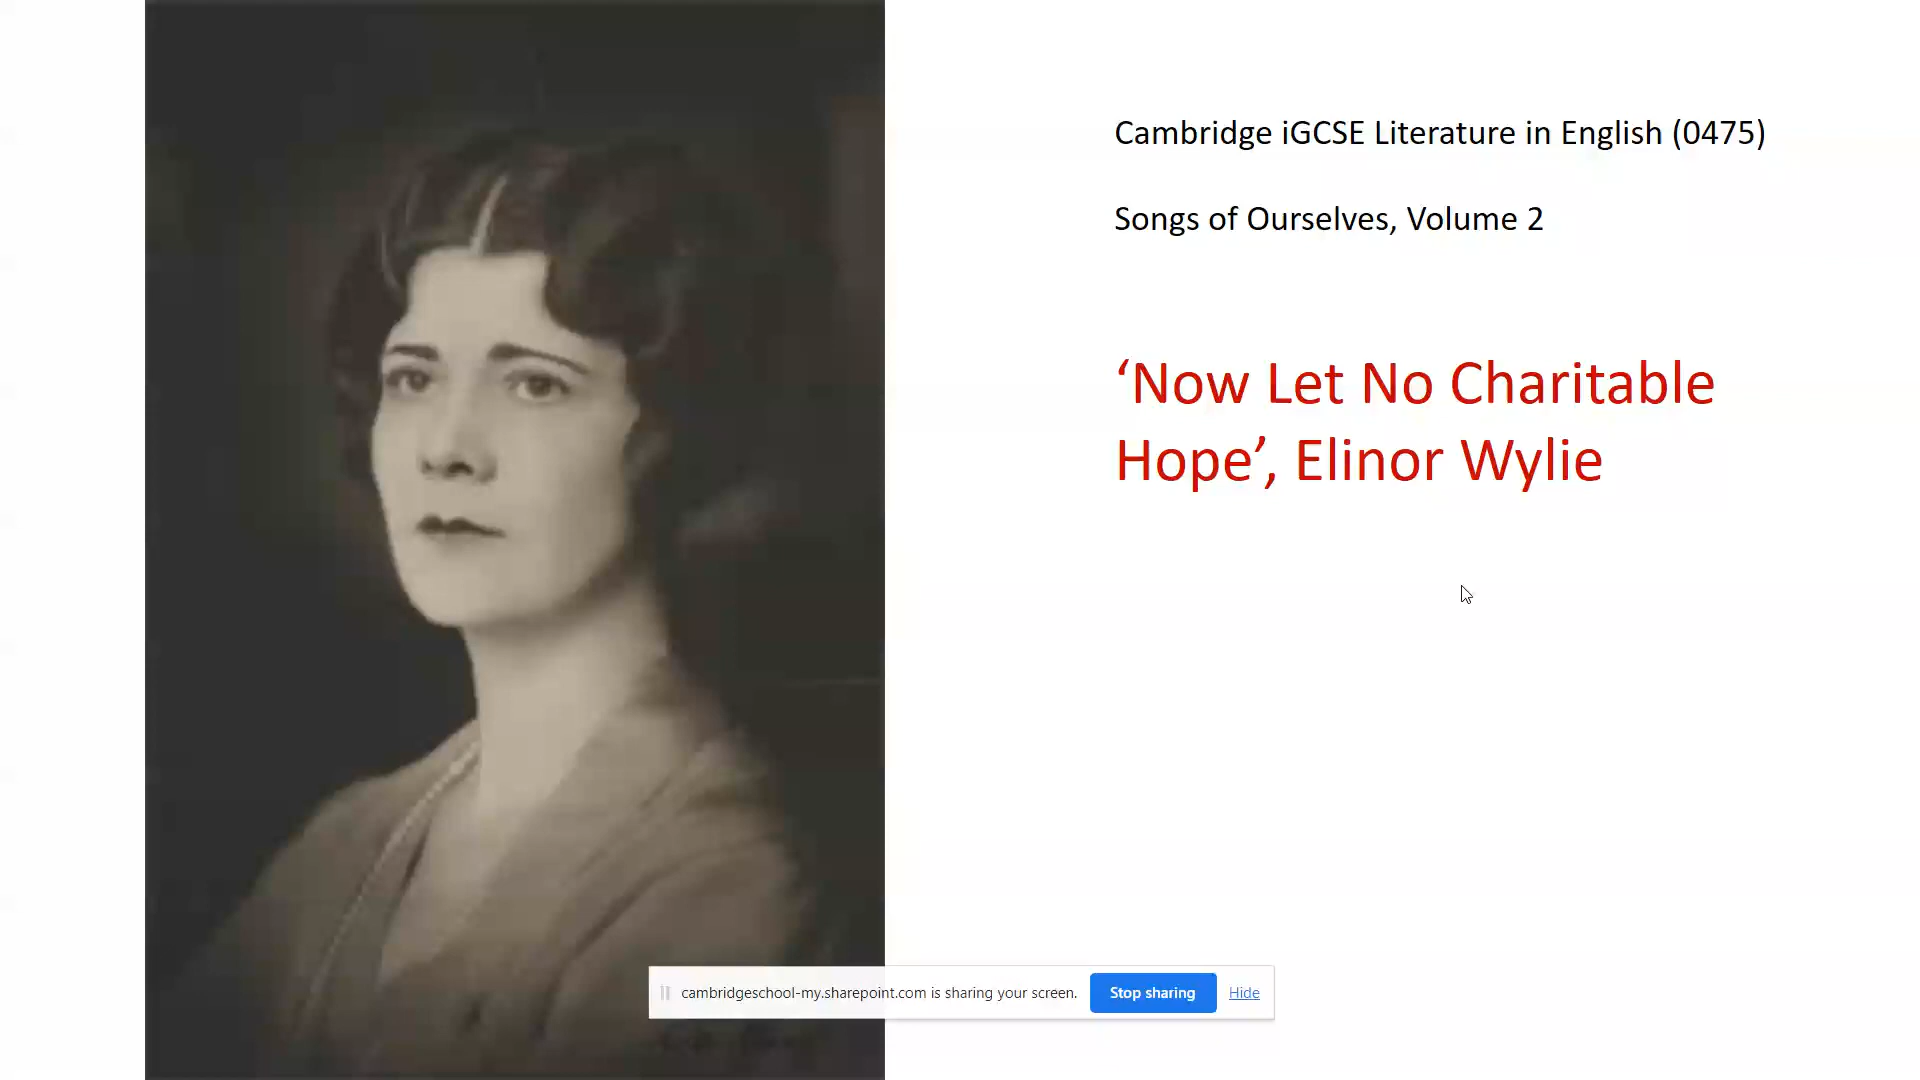 Cambridge iGCSE Literature in English (0475)
Songs of Ourselves, Volume 2
‘Now Let No Charitable
Hope’, Elinor Wylie
cambridgeschool-my.sharepoint.com is sharing your screen. Stop sharing Hide